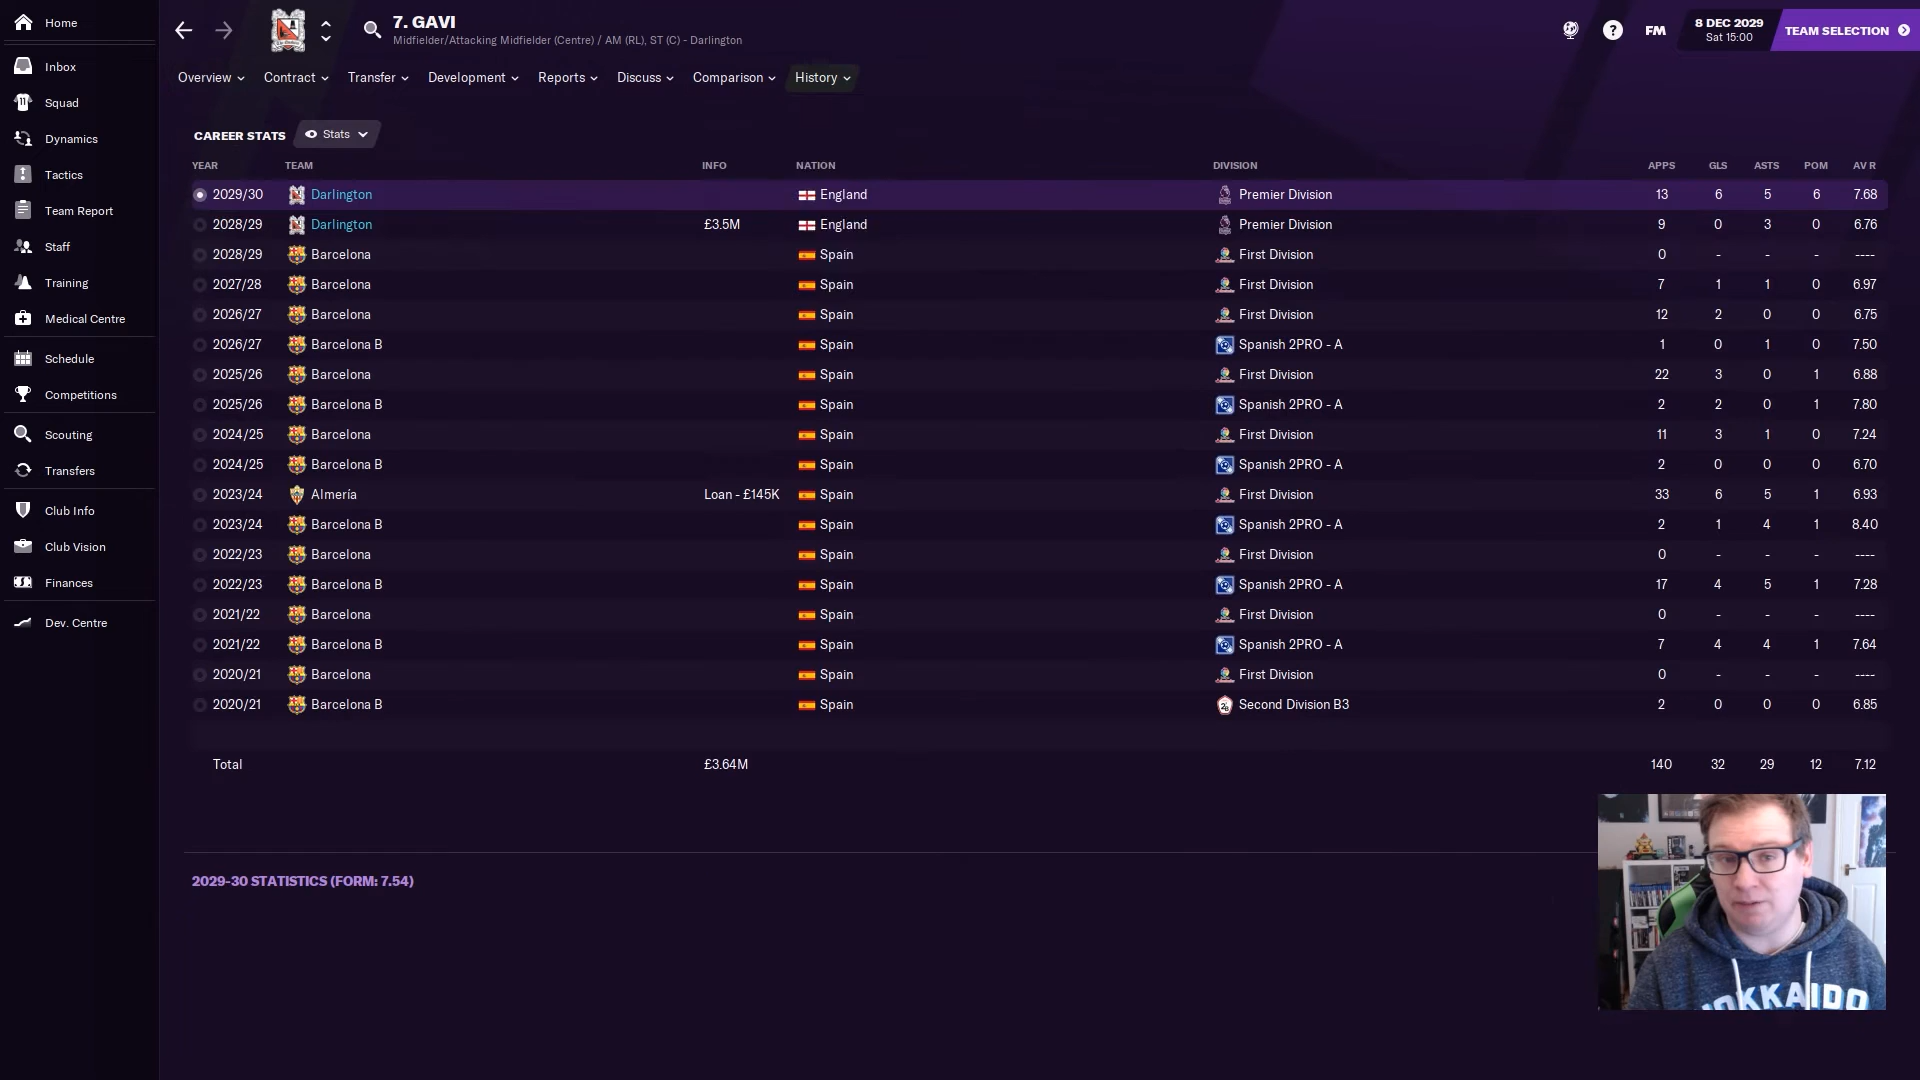 Home
Inbox
Squad
Dynamics
Tactics
Team Report
Staff
Training
Medical Centre
Schedule
Competitions
Scouting
Transfers
Club Info
Club Vision
Finances
Dev. Centre
7. GAVI
Midfielder/Attacking Midfielder (Centre) / AM (RL), ST (C) - Darlington
FM
8 DEC 2029
Sat 15:00
TEAM SELECTION
Overview Contract Transfer Development Reports Discuss Comparison History
CAREER STATS Stats
YEAR TEAM INFO NATION DIVISION APPS GLS ASTS POM AV R
2029/30 Darlington England Premier Division 13 6 5 6 7.68
2028/29 Darlington £3.5M England Premier Division 9 0 3 0 6.76
2028/29 Barcelona Spain First Division 0 - - - ----
2027/28 Barcelona Spain First Division 7 1 1 0 6.97
2026/27 Barcelona Spain First Division 12 2 0 0 6.75
2026/27 Barcelona B Spain Spanish 2PRO - A 1 0 1 0 7.50
2025/26 Barcelona Spain First Division 22 3 0 1 6.88
2025/26 Barcelona B Spain Spanish 2PRO - A 2 2 0 1 7.80
2024/25 Barcelona Spain First Division 11 3 1 0 7.24
2024/25 Barcelona B Spain Spanish 2PRO - A 2 0 0 0 6.70
2023/24 Almería Loan - £145K Spain First Division 33 6 5 1 6.93
2023/24 Barcelona B Spain Spanish 2PRO - A 2 1 4 1 8.40
2022/23 Barcelona Spain First Division 0 - - - ----
2022/23 Barcelona B Spain Spanish 2PRO - A 17 4 5 1 7.28
2021/22 Barcelona Spain First Division 0 - - - ----
2021/22 Barcelona B Spain Spanish 2PRO - A 7 4 4 1 7.64
2020/21 Barcelona Spain First Division 0 - - - ----
2020/21 Barcelona B Spain Second Division B3 2 0 0 0 6.85
Total £3.64M 140 32 29 12 7.12
2029-30 STATISTICS (FORM: 7.54)
HOKKAIDO